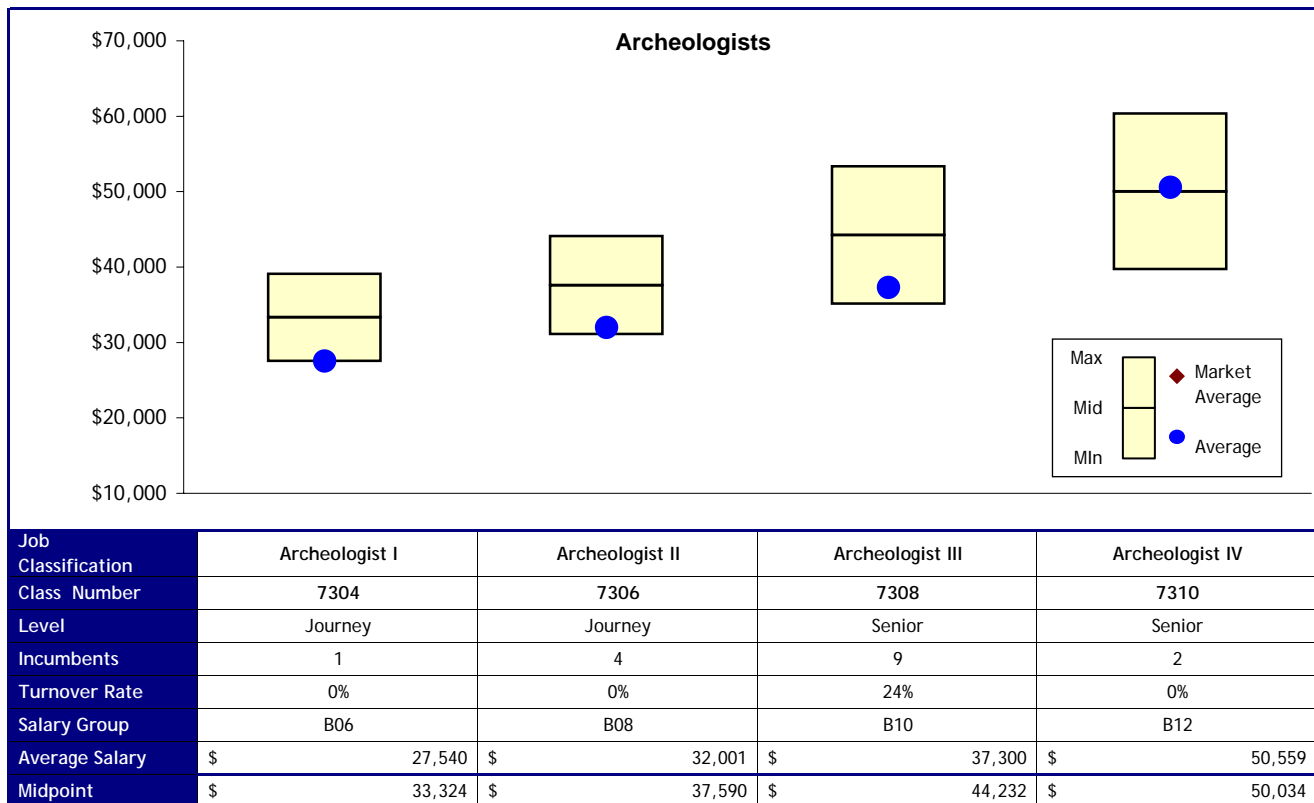 Archeologists
$70,000
$60,000
$50,000
$40,000
$30,000
$20,000
$10,000
Max
Mid
MIn
Market
Average
Average
Job
Classification Archeologist I Archeologist II Archeologist III Archeologist IV
Class Number 7304 7306 7308 7310
Level Journey Journey Senior Senior
Incumbents 1 4 9 2
Turnover Rate 0% 0% 24% 0%
Salary Group B06 B08 B10 B12
Average Salary $ 27,540 $ 32,001 $ 37,300 $ 50,559
Midpoint $ 33,324 $ 37,590 $ 44,232 $ 50,034